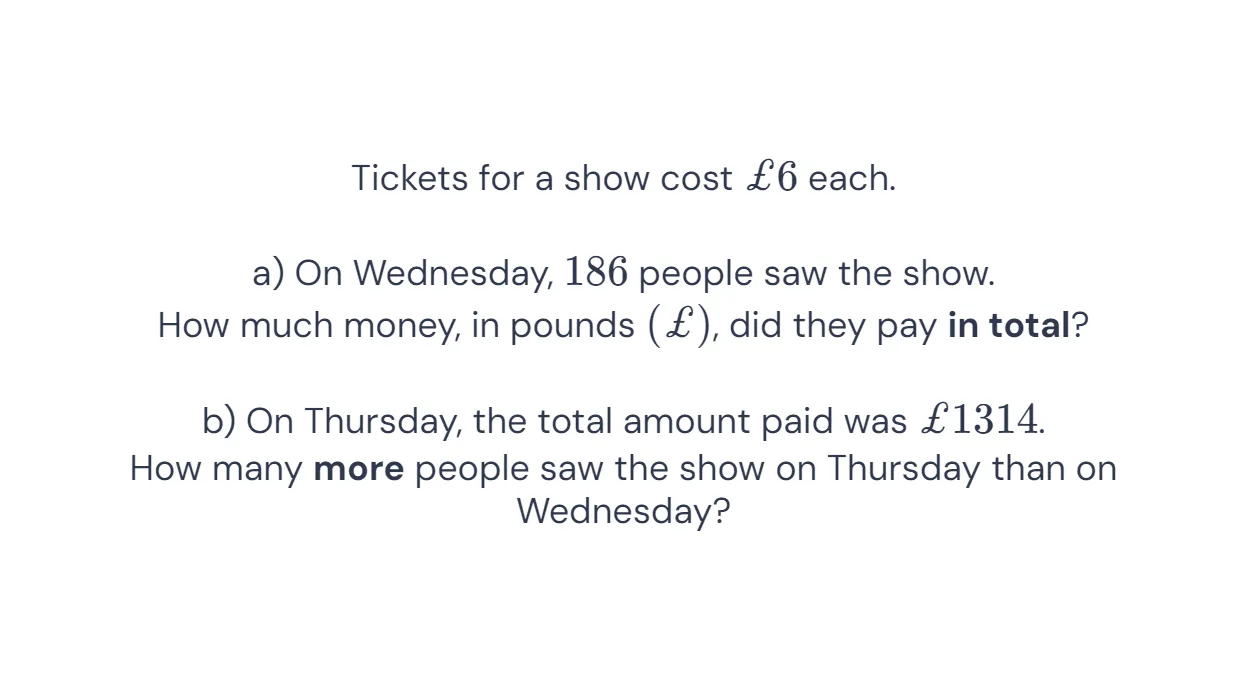 Tickets for a show cost £6 each.
a) On Wednesday, 186 people saw the show.
How much money, in pounds (£), did they pay in total?
b) On Thursday, the total amount paid was £1314.
How many more people saw the show on Thursday than on
Wednesday?